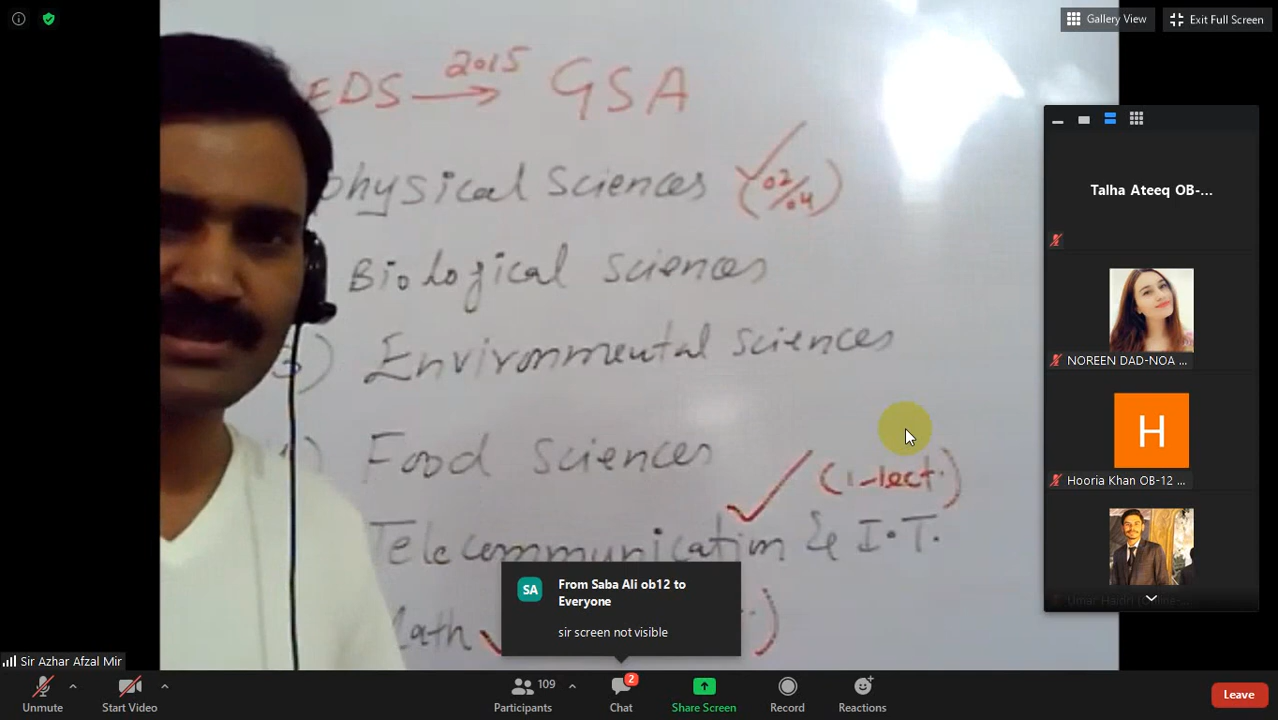 Gallery View
Exit Full Screen
EDS 2015 → GSA
Physical Sciences (02/04)
Biological Sciences
3) Environmental Sciences
Food Sciences
(1-lect.)
Telecommunication & I.T.
Math
Talha Ateeq OB-...
NOREEN DAD-NOA ...
H
Hooria Khan OB-12 ...
SA
From Saba Ali ob12 to
Everyone
sir screen not visible
Sir Azhar Afzal Mir
Unmute
Start Video
109
Participants
2
Chat
Share Screen
Record
Reactions
Leave